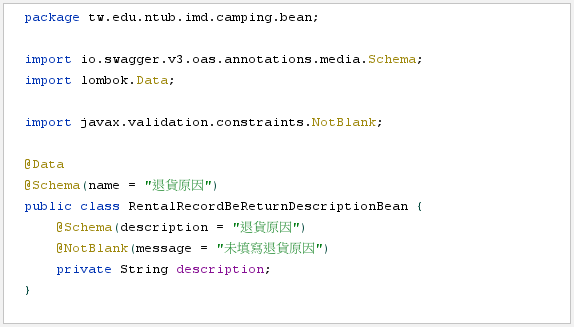 package tw.edu.ntub.imd.camping.bean;
import io.swagger.v3.oas.annotations.media.Schema;
import lombok.Data;
import javax.validation.constraints.NotBlank;
@Data
@Schema(name = "退貨原因")
public class RentalRecordBeReturnDescriptionBean {
@Schema(description = "退貨原因")
@NotBlank(message = "未填寫退貨原因")
private String description;
}